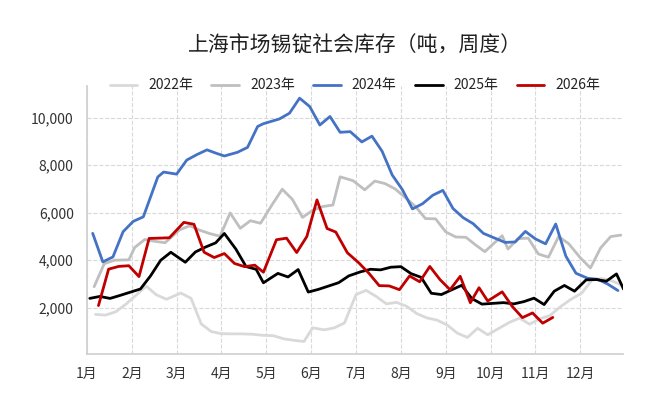 上海市场锡锭社会库存（吨，周度）
2022年 2023年 2024年 2025年 2026年
10,000
8,000
6,000
4,000
2,000
1月 2月 3月 4月 5月 6月 7月 8月 9月 10月 11月 12月